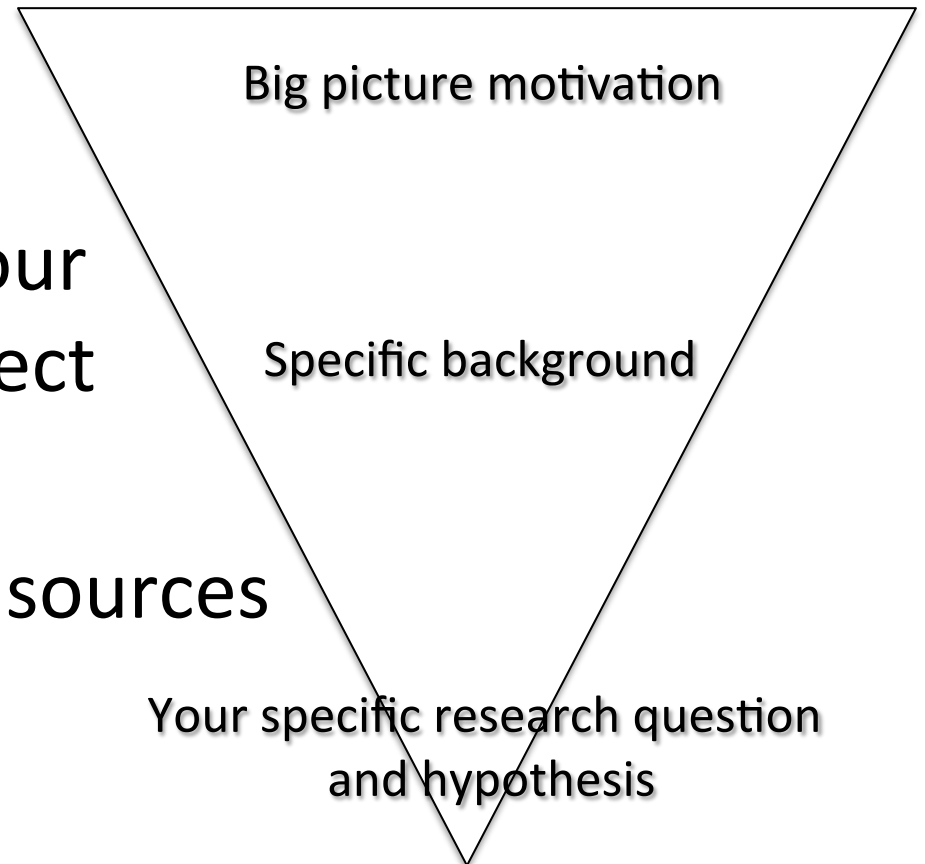 Big picture motivation
our
ect
Specific background
sources
Your specific research question
and hypothesis